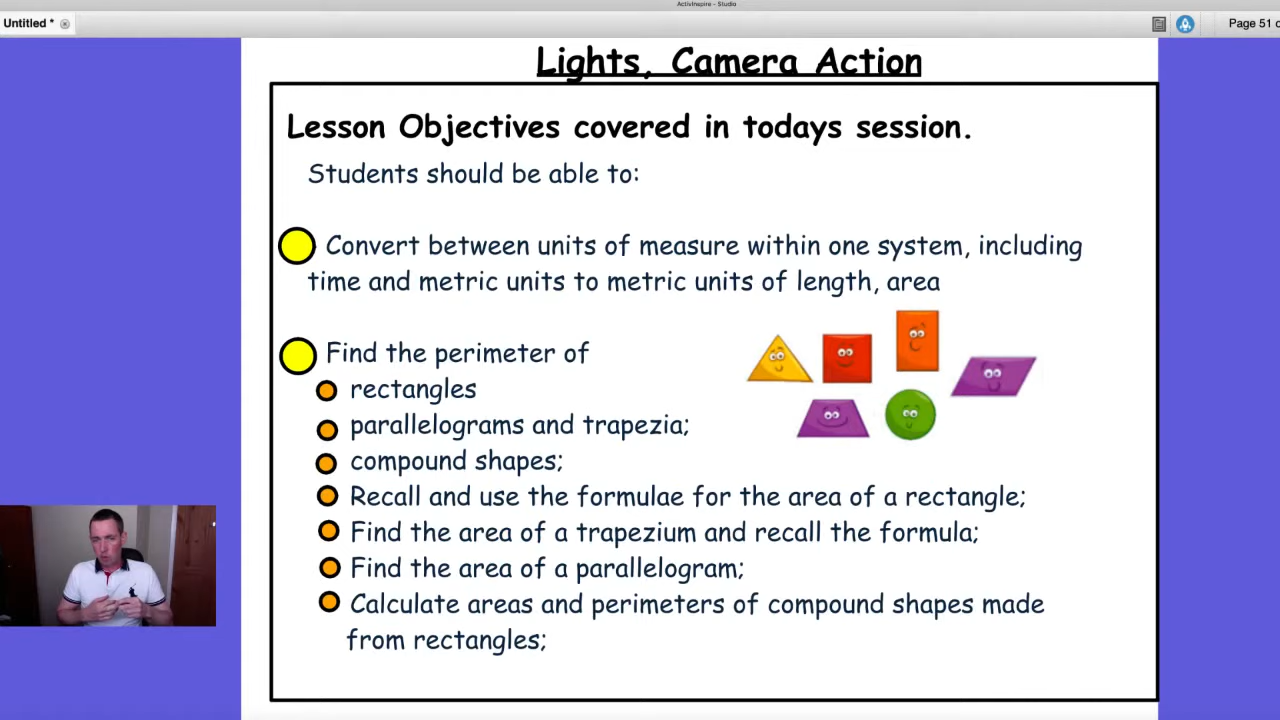 ActivInspire - Studio
Untitled *
Page 51 o
Lights, Camera Action
Lesson Objectives covered in todays session.
Students should be able to:
Convert between units of measure within one system, including
time and metric units to metric units of length, area
Find the perimeter of
rectangles
parallelograms and trapezia;
compound shapes;
Recall and use the formulae for the area of a rectangle;
Find the area of a trapezium and recall the formula;
Find the area of a parallelogram;
Calculate areas and perimeters of compound shapes made
from rectangles;